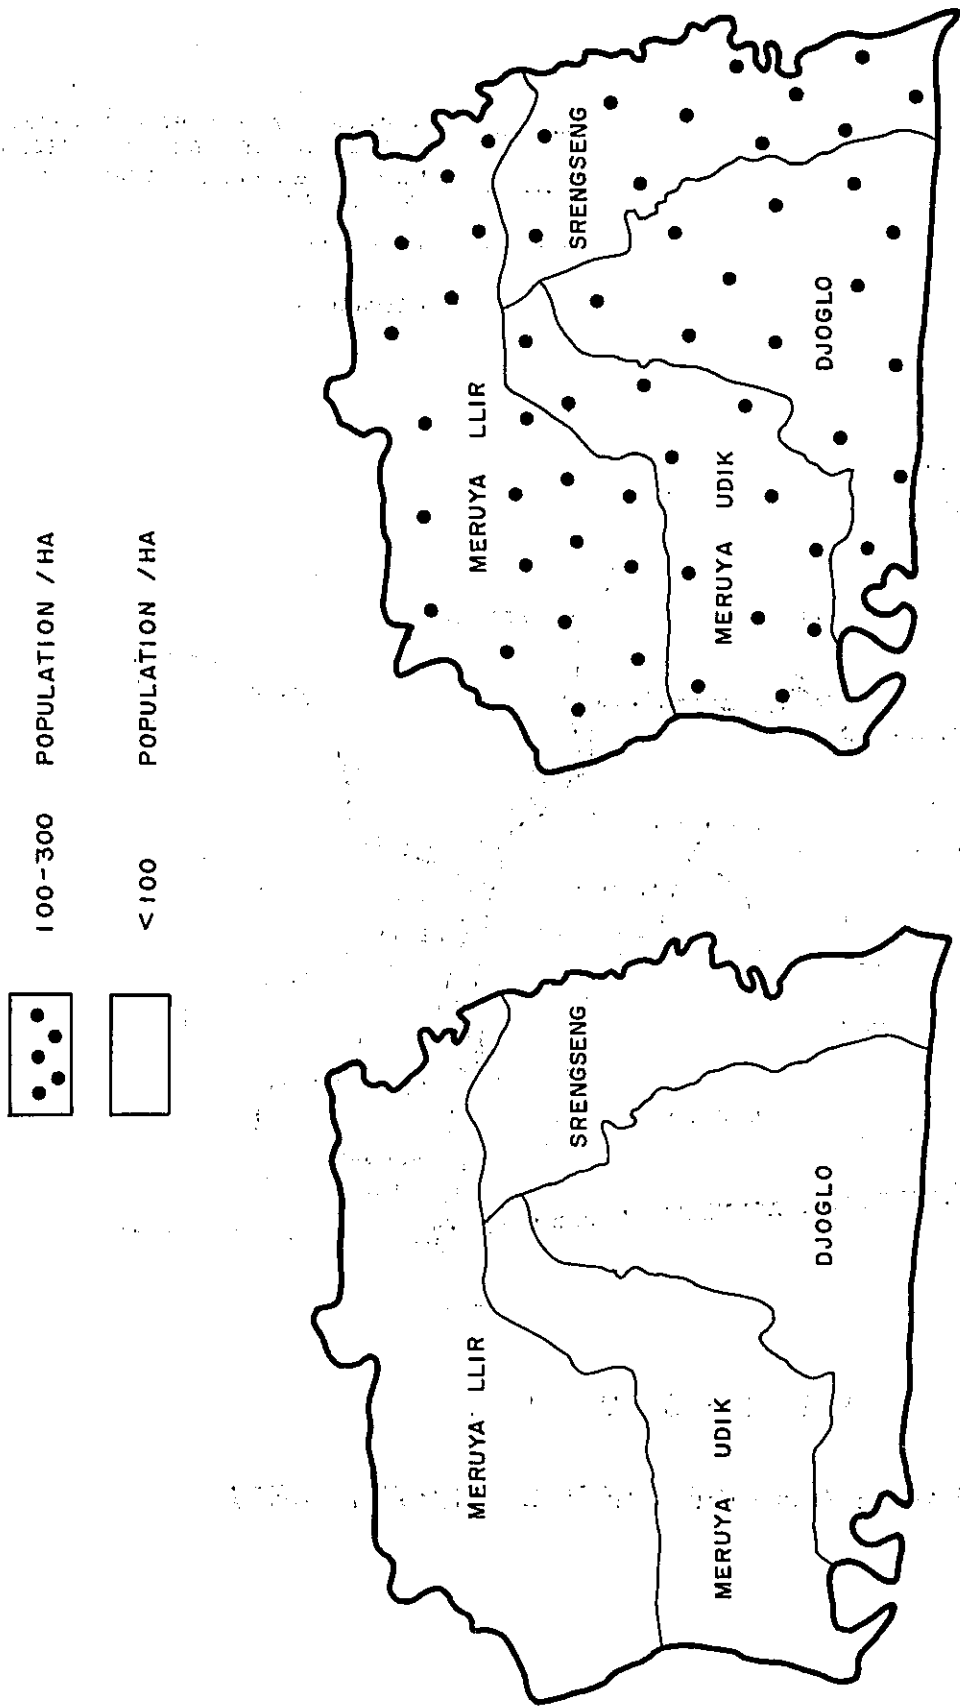 100-300 POPULATION /HA
<100 POPULATION /HA
MERUYA LLIR
SRENGSENG
MERUYA UDIK
DJOGLO
MERUYA LLIR
SRENGSENG
MERUYA UDIK
DJOGLO